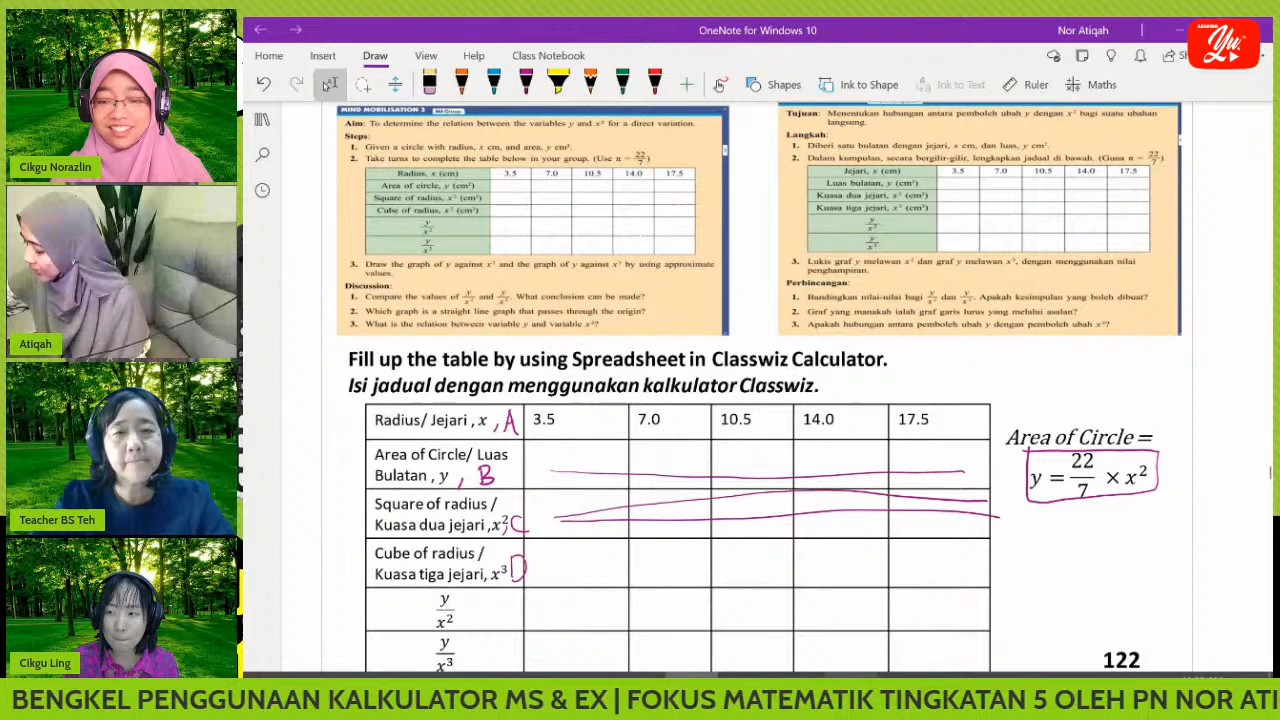 OneNote for Windows 10
Nor Atiqah
AKADEMI
Yu
Home Insert Draw View Help Class Notebook
Shapes Ink to Shape Ink to Text Ruler Maths
Cikgu Norazlin
Atiqah
Teacher BS Teh
Cikgu Ling
MIND MOBILISATION 3
Aim: To determine the relation between the variables y and x² for a direct variation.
Steps:
1. Given a circle with radius, x cm, and area, y cm².
2. Take turns to complete the table below in your group. (Use π = 22/7)
Radius, x (cm) 3.5 7.0 10.5 14.0 17.5
Area of circle, y (cm²)
Square of radius, x² (cm²)
Cube of radius, x³ (cm³)
y/x²
y/x³
3. Draw the graph of y against x² and the graph of y against x³ by using approximate
values.
Discussion:
1. Compare the values of y/x² and y/x³. What conclusion can be made?
2. Which graph is a straight line graph that passes through the origin?
3. What is the relation between variable y and variable x²?
Tujuan: Menentukan hubungan antara pemboleh ubah y dengan x² bagi suatu ubahan
langsung.
Langkah:
1. Diberi satu bulatan dengan jejari, x cm, dan luas, y cm².
2. Dalam kumpulan, secara bergilir-gilir, lengkapkan jadual di bawah. (Guna π = 22/7)
Jejari, x (cm) 3.5 7.0 10.5 14.0 17.5
Luas bulatan, y (cm²)
Kuasa dua jejari, x² (cm²)
Kuasa tiga jejari, x³ (cm³)
y/x²
y/x³
3. Lukis graf y melawan x² dan graf y melawan x³, dengan menggunakan nilai
penghampiran.
Perbincangan:
1. Bandingkan nilai-nilai bagi y/x² dan y/x³. Apakah kesimpulan yang boleh dibuat?
2. Graf yang manakah ialah graf garis lurus yang melalui asalan?
3. Apakah hubungan antara pemboleh ubah y dengan pemboleh ubah x²?
Fill up the table by using Spreadsheet in Classwiz Calculator.
Isi jadual dengan menggunakan kalkulator Classwiz.
Radius/ Jejari , x , A 3.5 7.0 10.5 14.0 17.5
Area of Circle/ Luas
Bulatan , y , B
Square of radius /
Kuasa dua jejari,x², C
Cube of radius /
Kuasa tiga jejari, x³ D
y/x²
y/x³
Area of Circle =
y = 22/7 × x²
122
BENGKEL PENGGUNAAN KALKULATOR MS & EX | FOKUS MATEMATIK TINGKATAN 5 OLEH PN NOR ATI